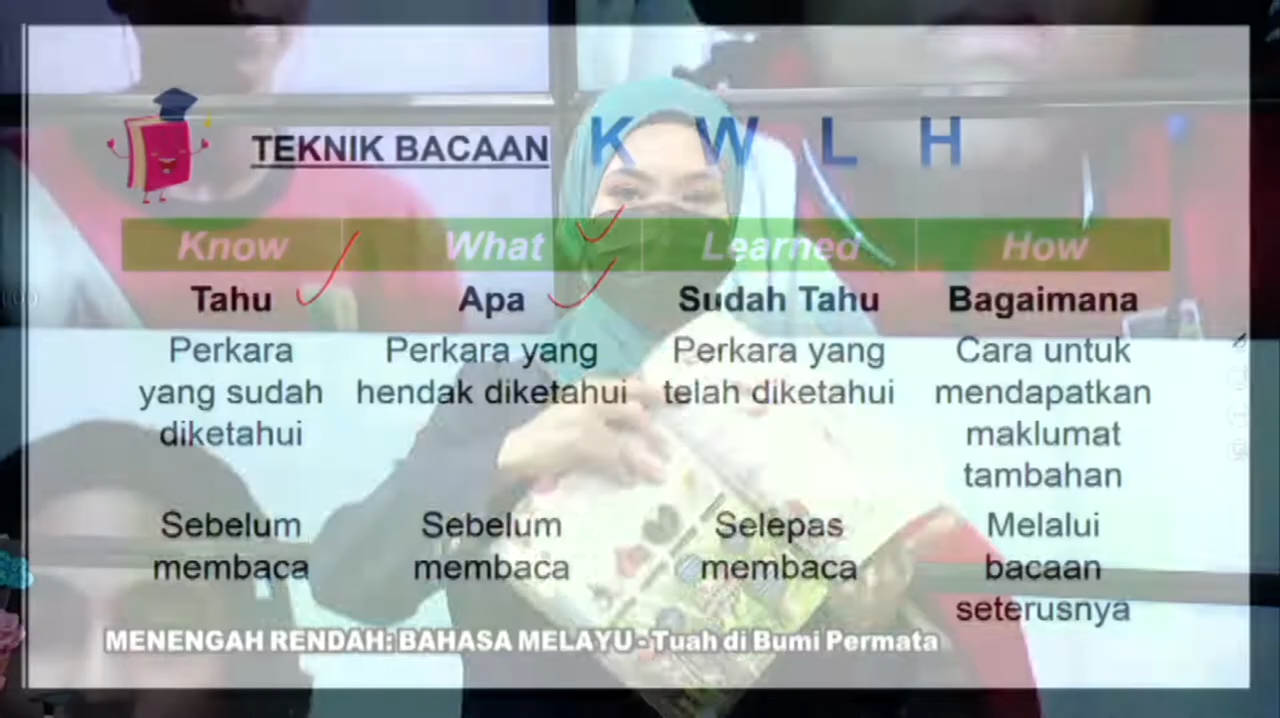 TEKNIK BACAAN K W L H
Know What Learned How
Tahu Apa Sudah Tahu Bagaimana
Perkara Perkara yang Perkara yang Cara untuk
yang sudah hendak diketahui telah diketahui mendapatkan
diketahui maklumat
tambahan
Sebelum Sebelum Selepas Melalui
membaca membaca membaca bacaan
seterusnya
MENENGAH RENDAH: BAHASA MELAYU - Tuah di Bumi Permata